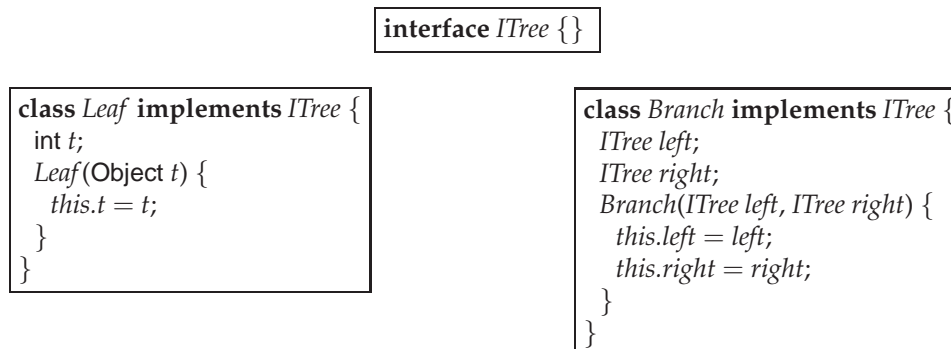 interface ITree {}
class Leaf implements ITree {
int t;
Leaf(Object t) {
this.t = t;
}
}
class Branch implements ITree {
ITree left;
ITree right;
Branch(ITree left, ITree right) {
this.left = left;
this.right = right;
}
}